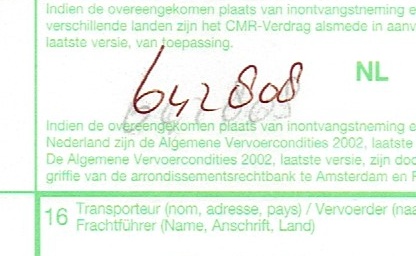 Indien de overeengekomen plaats van inontvangstneming e
verschillende landen zijn het CMR-Verdrag alsmede in aanv
laatste versie, van toepassing.
NL
642808
Indien de overeengekomen plaats van inontvangstneming e
Nederland zijn de Algemene Vervoercondities 2002, laatste
De Algemene Vervoercondities 2002, laatste versie, zijn doo
griffie van de arrondissementsrechtbank te Amsterdam en R
16 Transporteur (nom, adresse, pays) / Vervoerder (naa
Frachtführer (Name, Anschrift, Land)